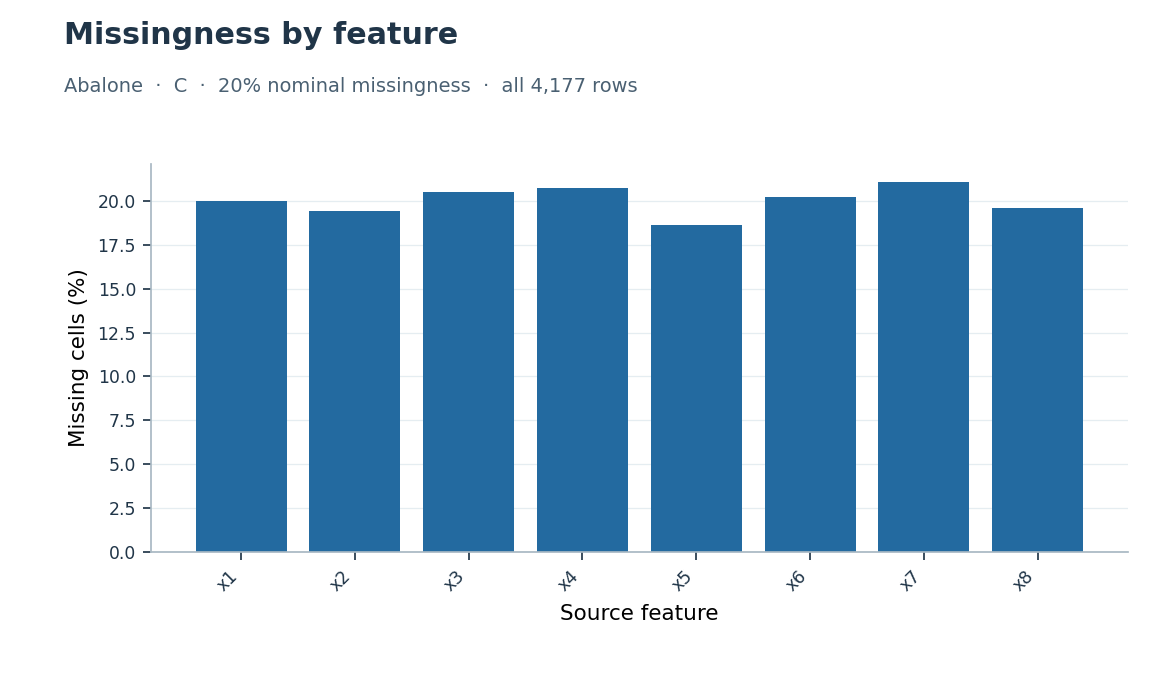 Missingness by feature
Abalone · C · 20% nominal missingness · all 4,177 rows
Missing cells (%)
20.0
17.5
15.0
12.5
10.0
7.5
5.0
2.5
0.0
x1 x2 x3 x4 x5 x6 x7 x8
Source feature